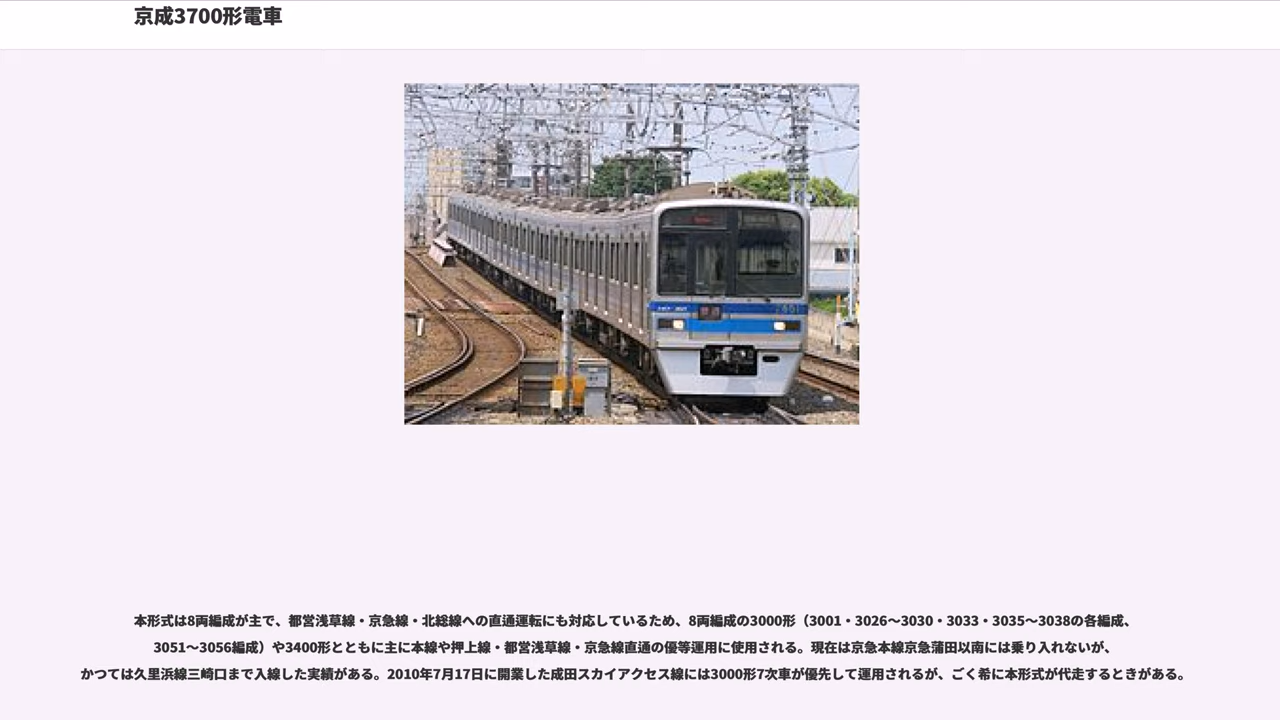 京成3700形電車
本形式は8両編成が主で、都営浅草線・京急線・北総線への直通運転にも対応しているため、8両編成の3000形（3001・3026〜3030・3033・3035〜3038の各編成、
3051〜3056編成）や3400形とともに主に本線や押上線・都営浅草線・京急線直通の優等運用に使用される。現在は京急本線京急蒲田以南には乗り入れないが、
かつては久里浜線三崎口まで入線した実績がある。2010年7月17日に開業した成田スカイアクセス線には3000形7次車が優先して運用されるが、ごく希に本形式が代走するときがある。